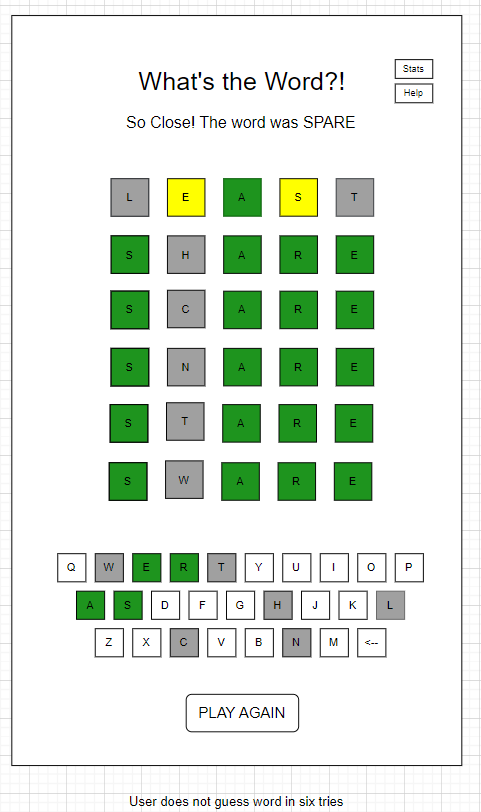 Stats
What's the Word?!
Help
So Close! The word was SPARE
L E A S T
S H A R E
S C A R E
S N A R E
S T A R E
S W A R E
Q W E R T Y U I O P
A S D F G H J K L
Z X C V B N M <--
PLAY AGAIN
User does not guess word in six tries